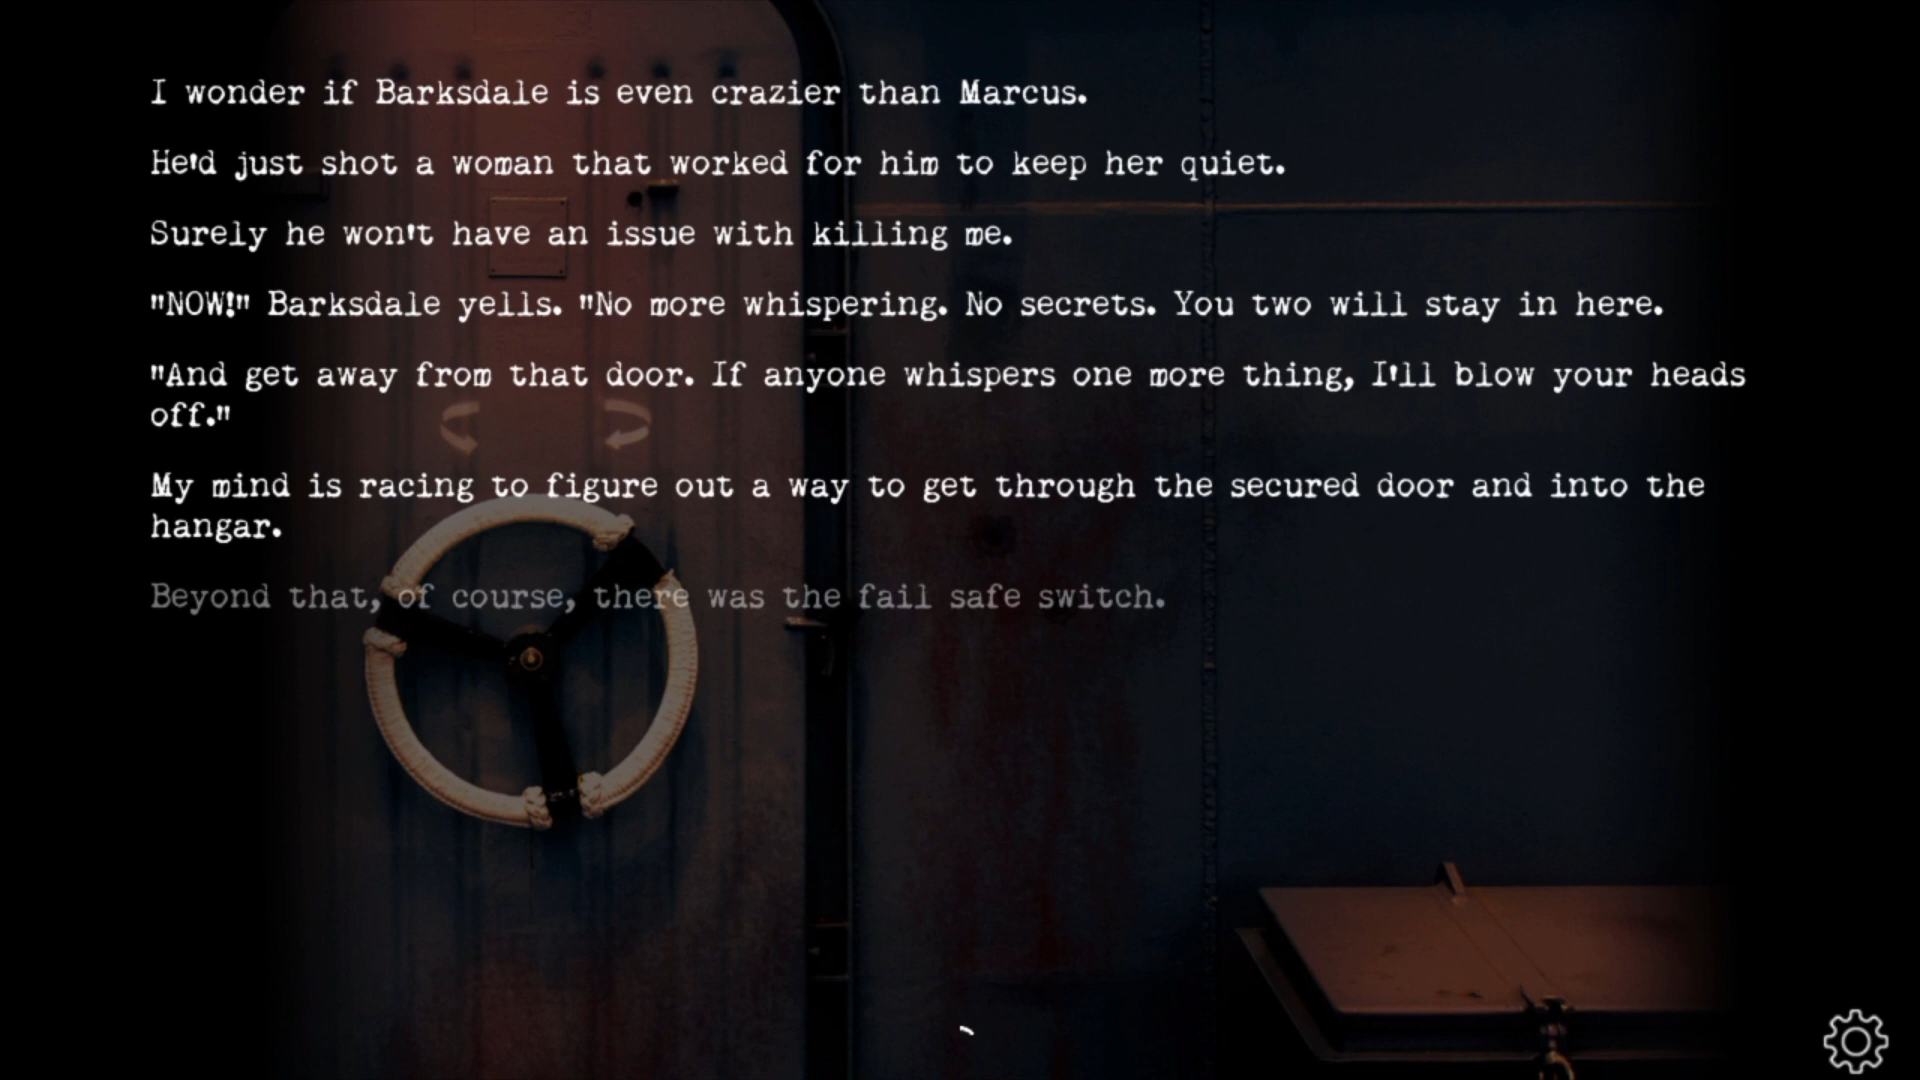 I wonder if Barksdale is even crazier than Marcus.
He'd just shot a woman that worked for him to keep her quiet.
Surely he won't have an issue with killing me.
"NOW!" Barksdale yells. "No more whispering. No secrets. You two will stay in here.
"And get away from that door. If anyone whispers one more thing, I'll blow your heads
off."
My mind is racing to figure out a way to get through the secured door and into the
hangar.
Beyond that, of course, there was the fail safe switch.